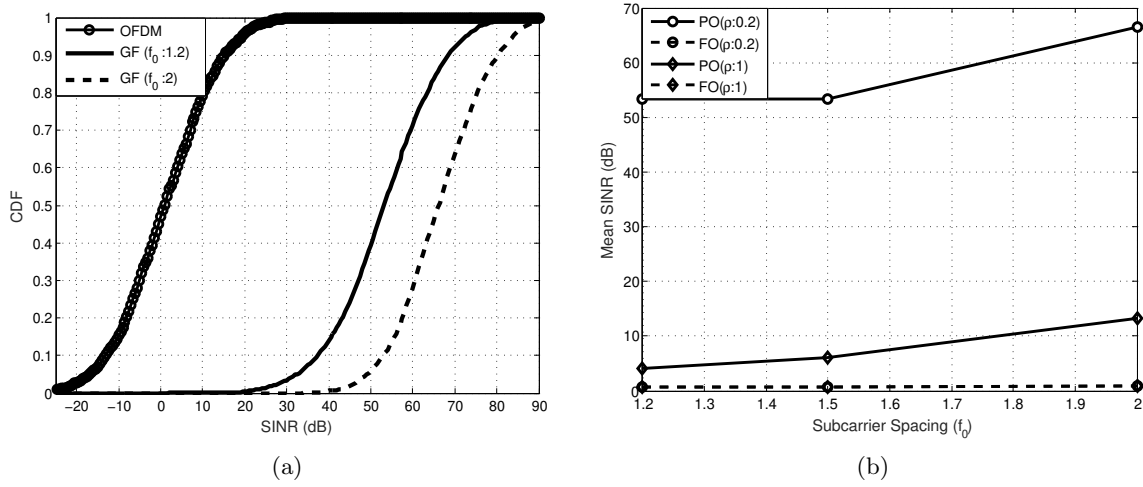 OFDM
GF (f0 :1.2)
GF (f0 :2)
1
0.9
0.8
0.7
0.6
0.5
0.4
0.3
0.2
0.1
0
CDF
−20 −10 0 10 20 30 40 50 60 70 80 90
SINR (dB)
(a)
PO(ρ:0.2)
FO(ρ:0.2)
PO(ρ:1)
FO(ρ:1)
70
60
50
40
30
20
10
0
Mean SINR (dB)
1.2 1.3 1.4 1.5 1.6 1.7 1.8 1.9 2
Subcarrier Spacing (f0)
(b)